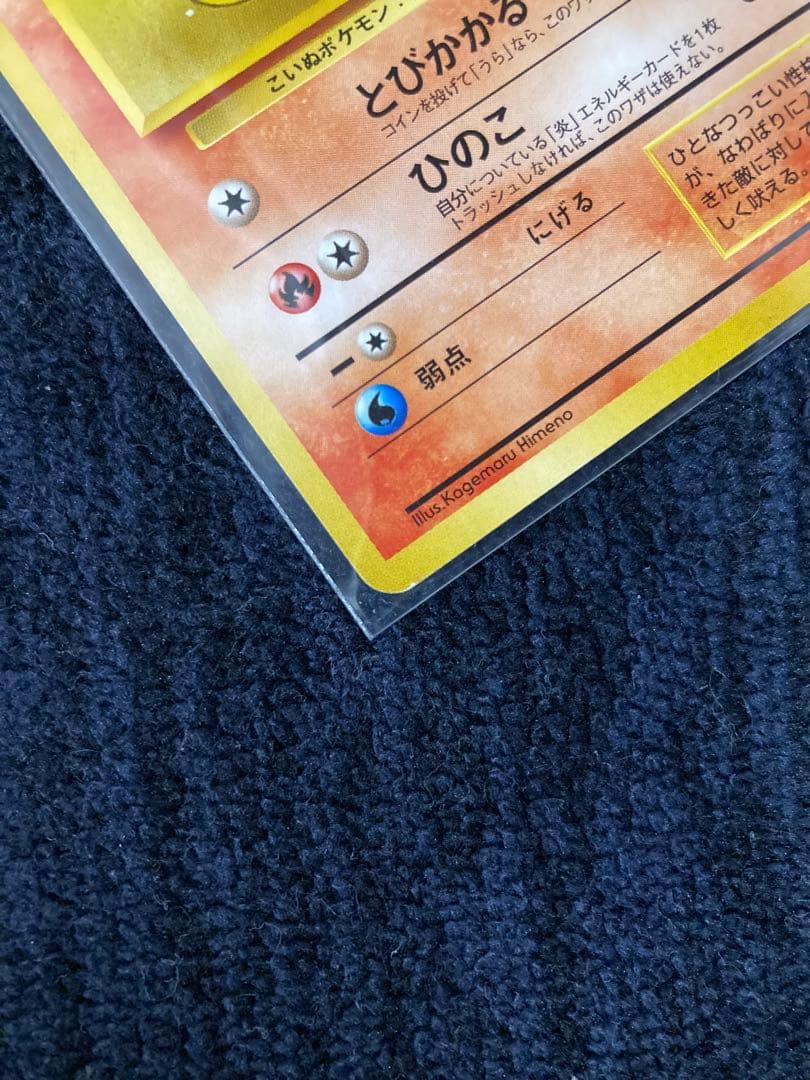 こいぬポケモン
とびかかる
コインを投げて「うら」なら、このワザ
ひのこ
自分についている「炎」エネルギーカードを1枚
トラッシュしなければ、このワザは使えない。
にげる
弱点
ひとなつっこい性格
が、なわばりに入
きた敵に対し
しく吠える。
Illus.Kagemaru Himeno